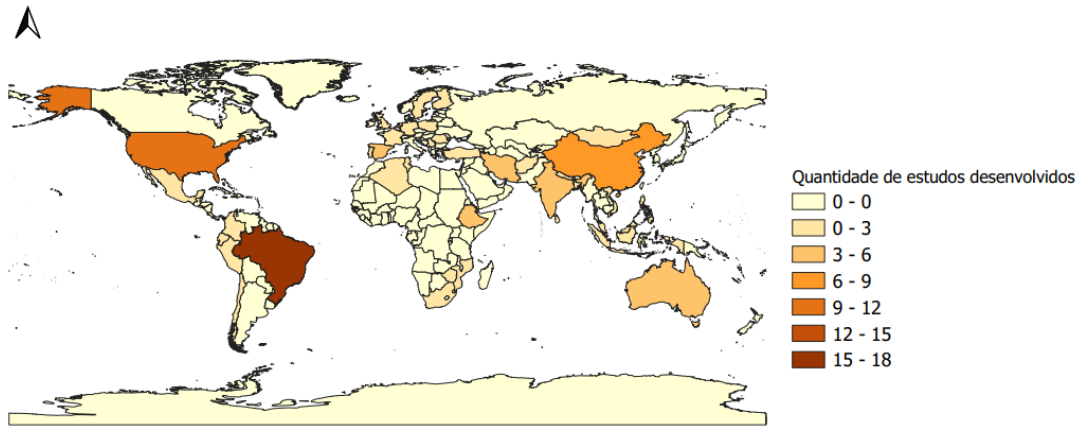 Quantidade de estudos desenvolvidos
0 - 0
0 - 3
3 - 6
6 - 9
9 - 12
12 - 15
15 - 18